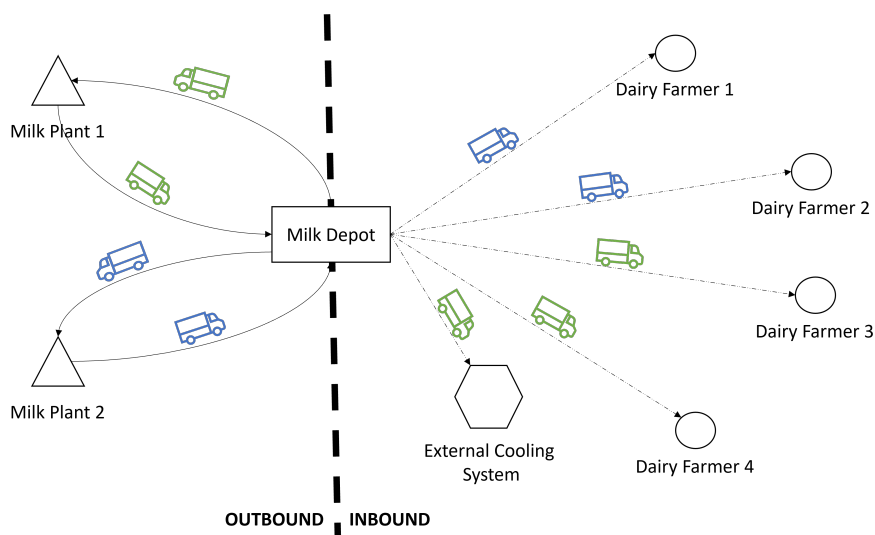 Dairy Farmer 1
Milk Plant 1
Dairy Farmer 2
Milk Depot
Dairy Farmer 3
Milk Plant 2
External Cooling
System
Dairy Farmer 4
OUTBOUND
INBOUND